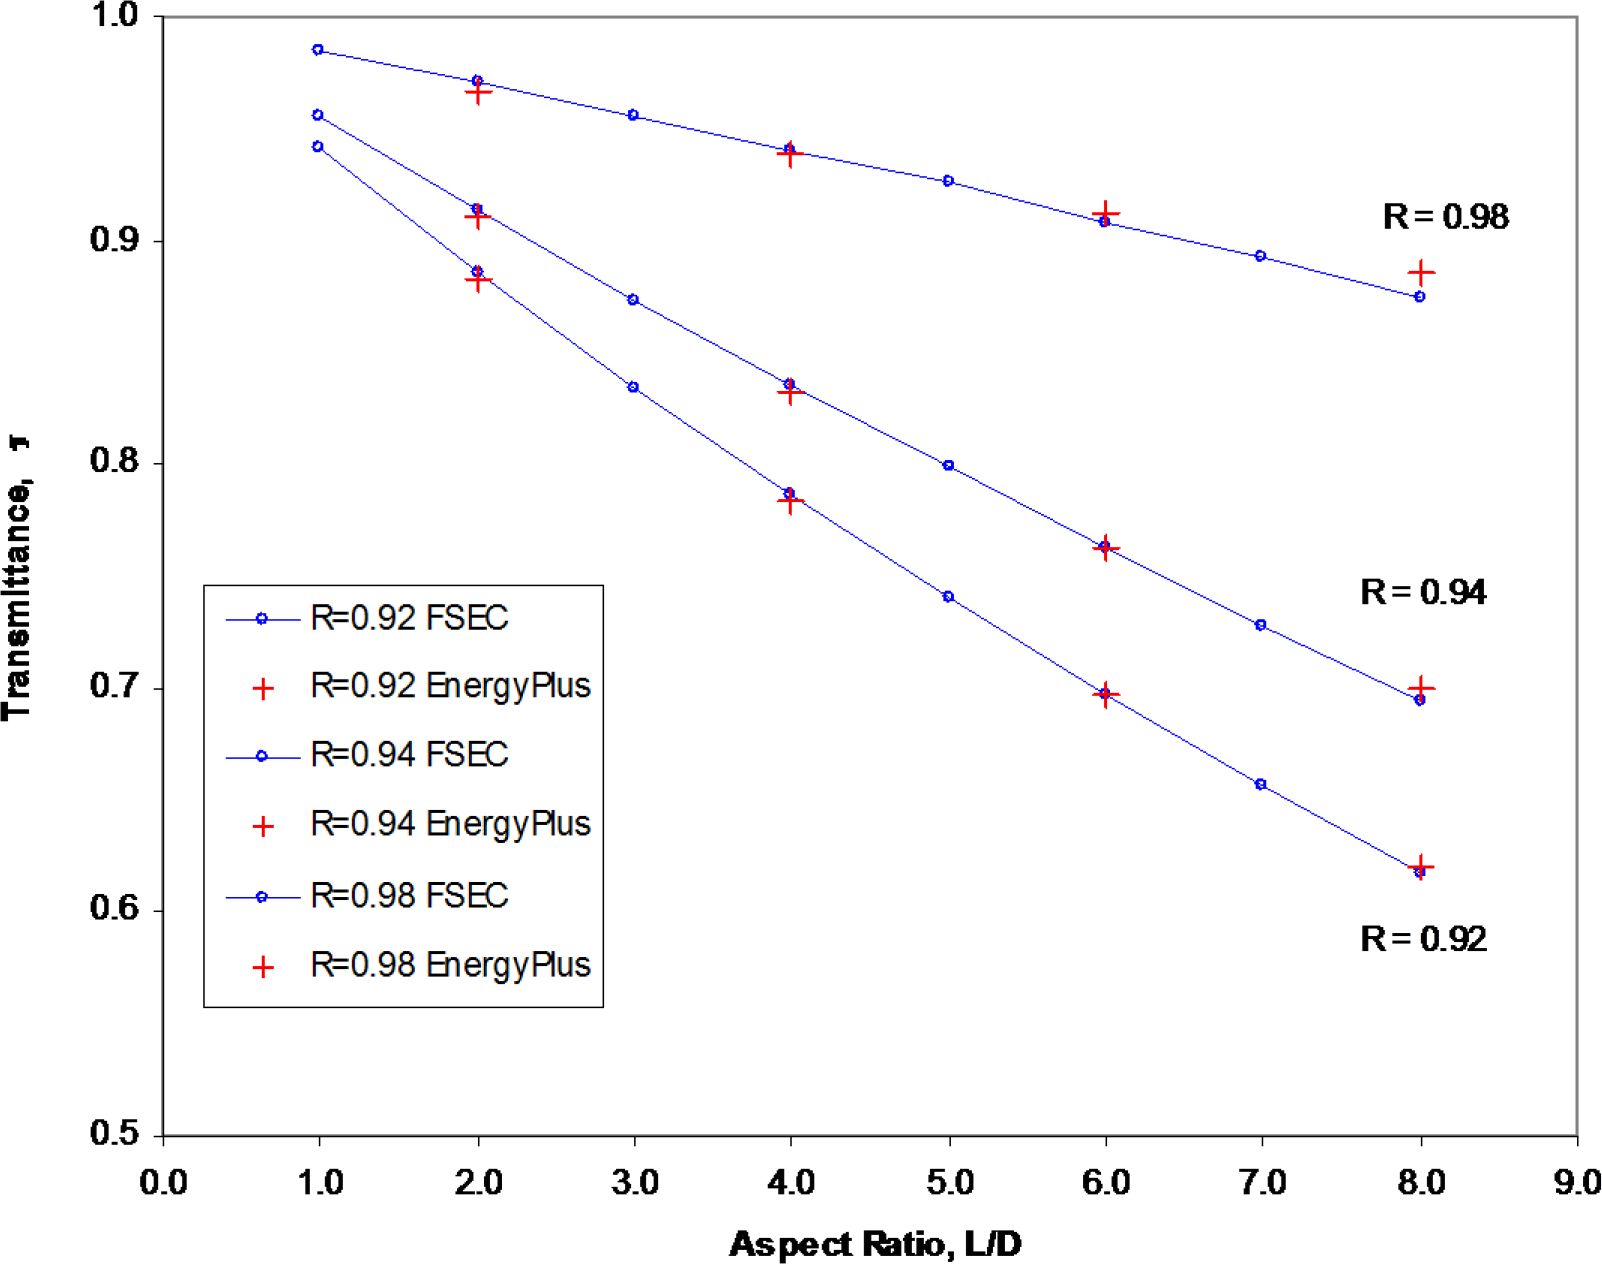 1.0
0.9
0.8
0.7
0.6
0.5
0.0 1.0 2.0 3.0 4.0 5.0 6.0 7.0 8.0 9.0
Transmittance, τ
Aspect Ratio, L/D
R = 0.98
R = 0.94
R = 0.92
R=0.92 FSEC
R=0.92 EnergyPlus
R=0.94 FSEC
R=0.94 EnergyPlus
R=0.98 FSEC
R=0.98 EnergyPlus